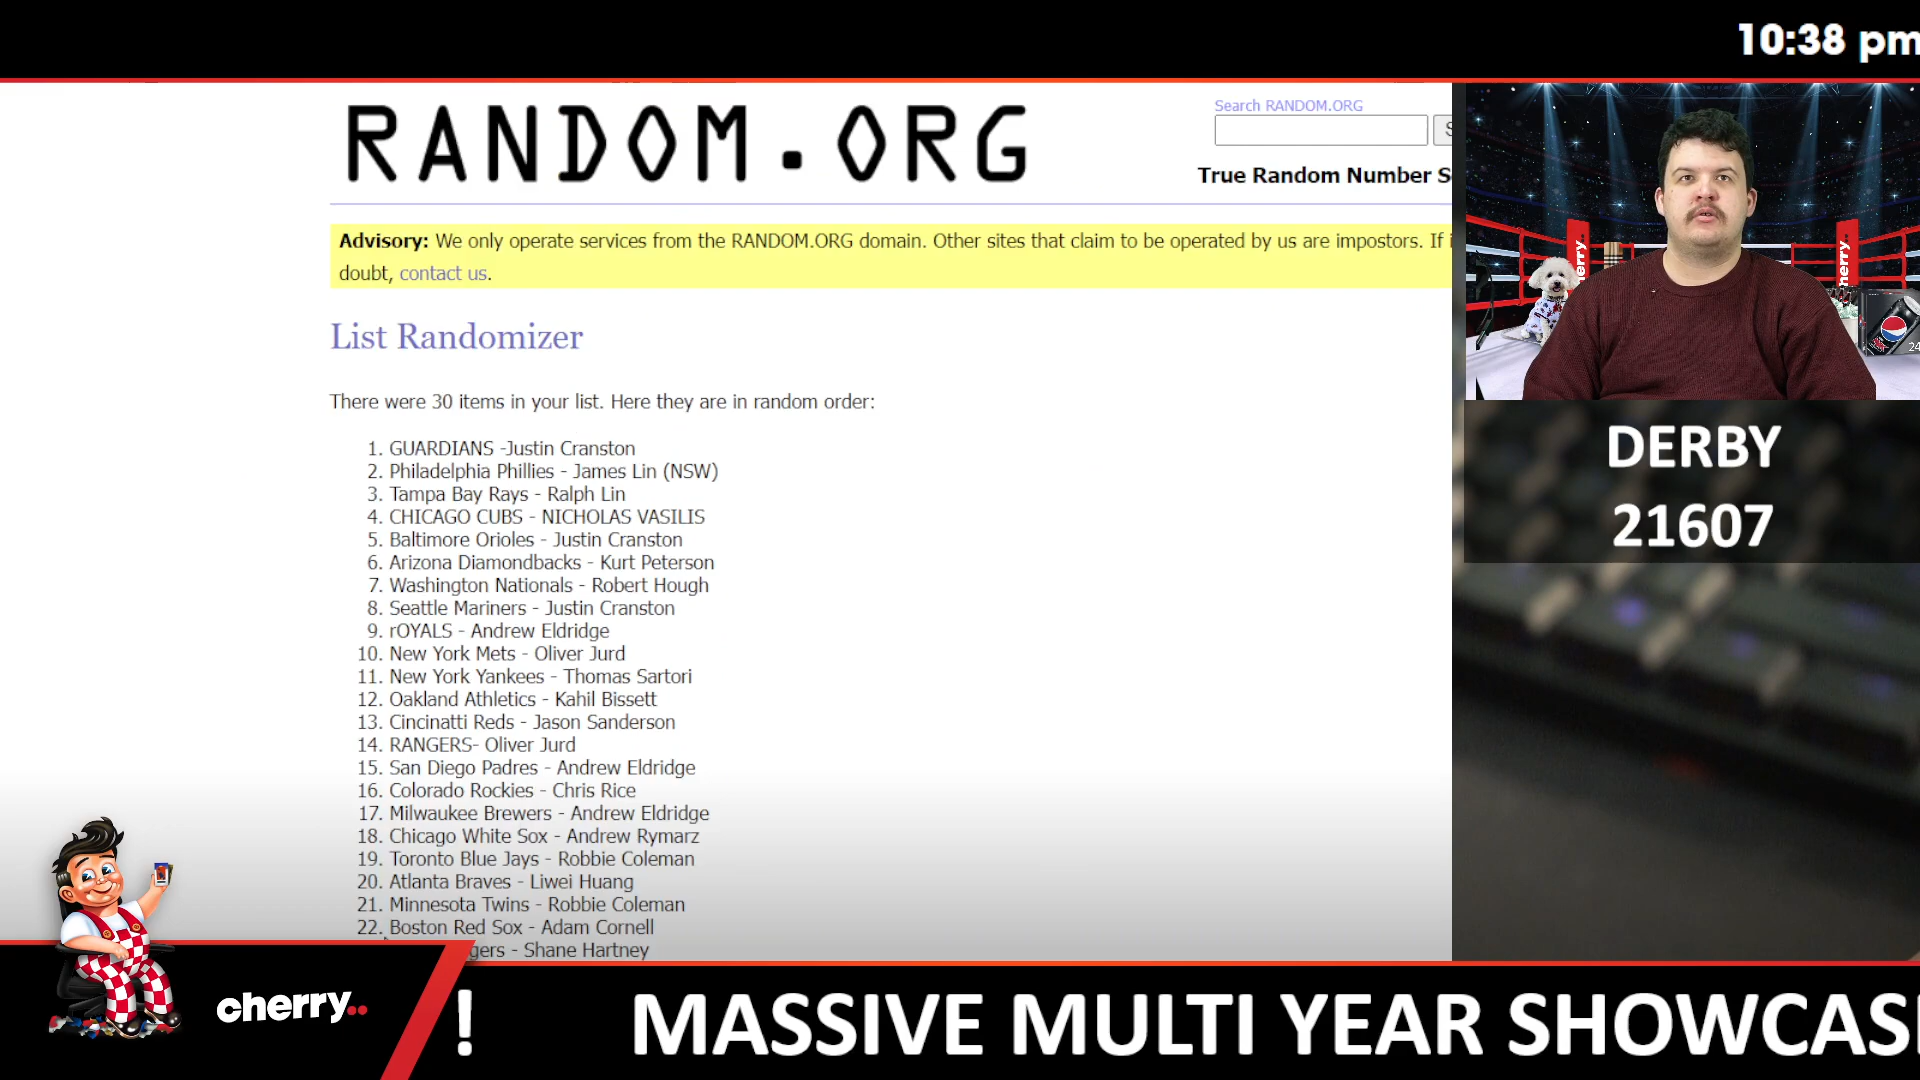 10:38 pm
RANDOM.ORG
Search RANDOM.ORG
True Random Number
Advisory: We only operate services from the RANDOM.ORG domain. Other sites that claim to be operated by us are impostors. If
doubt, contact us.
List Randomizer
There were 30 items in your list. Here they are in random order:
1. GUARDIANS -Justin Cranston
2. Philadelphia Phillies - James Lin (NSW)
3. Tampa Bay Rays - Ralph Lin
4. CHICAGO CUBS - NICHOLAS VASILIS
5. Baltimore Orioles - Justin Cranston
6. Arizona Diamondbacks - Kurt Peterson
7. Washington Nationals - Robert Hough
8. Seattle Mariners - Justin Cranston
9. rOYALS - Andrew Eldridge
10. New York Mets - Oliver Jurd
11. New York Yankees - Thomas Sartori
12. Oakland Athletics - Kahil Bissett
13. Cincinatti Reds - Jason Sanderson
14. RANGERS- Oliver Jurd
15. San Diego Padres - Andrew Eldridge
16. Colorado Rockies - Chris Rice
17. Milwaukee Brewers - Andrew Eldridge
18. Chicago White Sox - Andrew Rymarz
19. Toronto Blue Jays - Robbie Coleman
20. Atlanta Braves - Liwei Huang
21. Minnesota Twins - Robbie Coleman
22. Boston Red Sox - Adam Cornell
gers - Shane Hartney
cherry
cherry
DERBY
21607
cherry..
! MASSIVE MULTI YEAR SHOWCAS